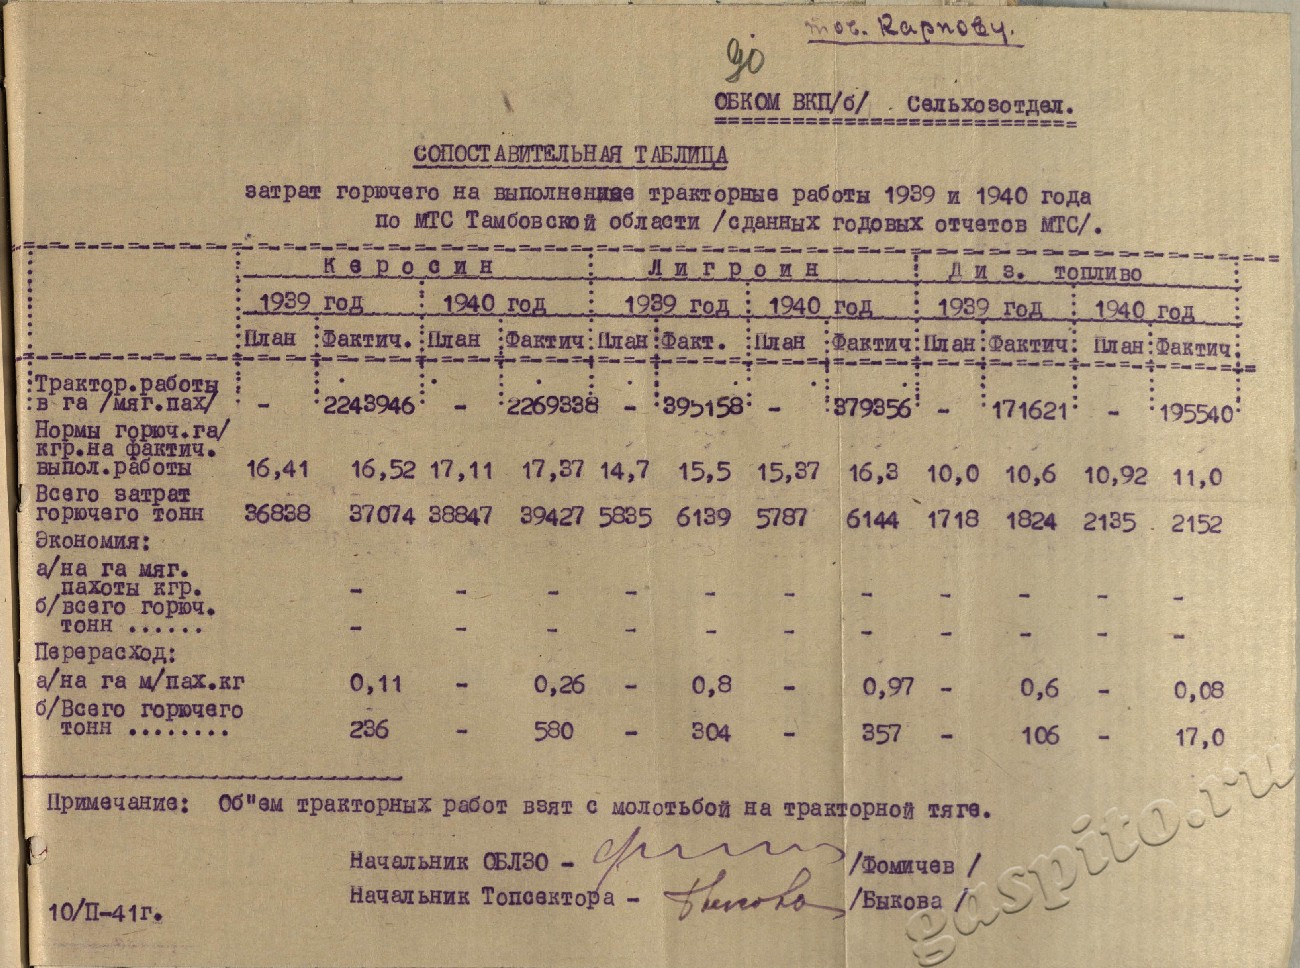 тов. Карпову.
90
ОБКОМ ВКП/б/ . Сельхозотдел.
СОПОСТАВИТЕЛЬНАЯ ТАБЛИЦА
затрат горючего на выполненные тракторные работы 1939 и 1940 года
по МТС Тамбовской области /сданных годовых отчетов МТС/.
Керосин Лигроин Диз. топливо
1939 год 1940 год 1939 год 1940 год 1939 год 1940 год
План Фактич. План Фактич План Факт. План Фактич План Фактич План Фактич.
Трактор.работы
в га /мяг.пах/ - 2243946 - 2269338 - 395158 - 379356 - 171621 - 195540
Нормы горюч.га/
кгр.на фактич.
выпол.работы 16,41 16,52 17,11 17,37 14,7 15,5 15,37 16,3 10,0 10,6 10,92 11,0
Всего затрат
горючего тонн 36838 37074 38847 39427 5835 6139 5787 6144 1718 1824 2135 2152
Экономия:
а/на га мяг.
пахоты кгр. - - - - - - - - - - -
б/всего горюч.
тонн ...... - - - - - - - - - - -
Перерасход:
а/на га м/пах.кг 0,11 - 0,26 - 0,8 - 0,97 - 0,6 - 0,08
б/Всего горючего
тонн ........ 236 - 580 - 304 - 357 - 106 - 17,0
Примечание: Об"ем тракторных работ взят с молотьбой на тракторной тяге.
Начальник ОБЛЗО - /Фомичев /
Начальник Топсектора - Быкова /Быкова /
10/П-41г.
gaspito.ru